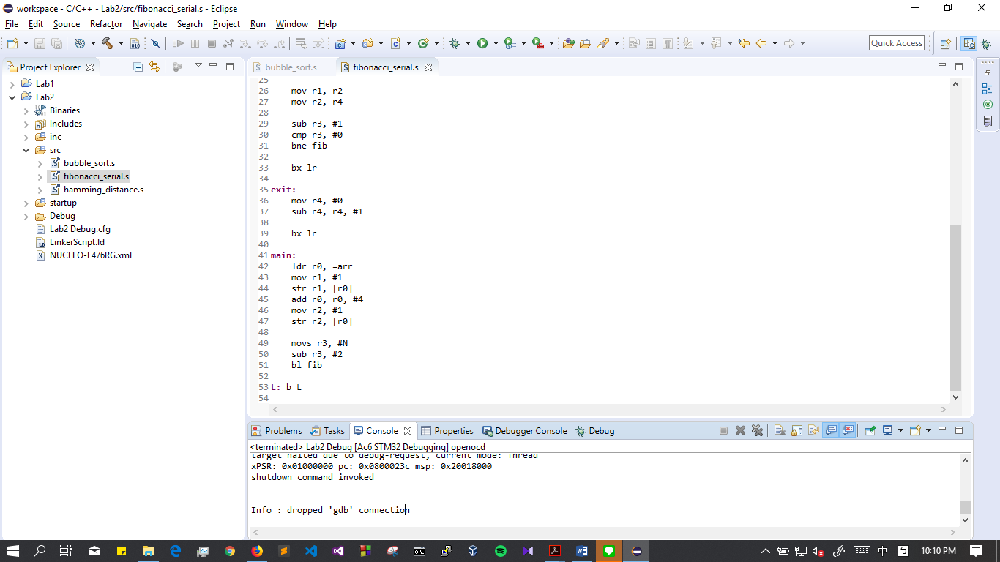 workspace - C/C++ - Lab2/src/fibonacci_serial.s - Eclipse
File Edit Source Refactor Navigate Search Project Run Window Help
Quick Access
Project Explorer
bubble_sort.s
fibonacci_serial.s
Lab1
Lab2
Binaries
Includes
inc
src
bubble_sort.s
fibonacci_serial.s
hamming_distance.s
startup
Debug
Lab2 Debug.cfg
LinkerScript.ld
NUCLEO-L476RG.xml
25
26 mov r1, r2
27 mov r2, r4
28
29 sub r3, #1
30 cmp r3, #0
31 bne fib
32
33 bx lr
34
35 exit:
36 mov r4, #0
37 sub r4, r4, #1
38
39 bx lr
40
41 main:
42 ldr r0, =arr
43 mov r1, #1
44 str r1, [r0]
45 add r0, r0, #4
46 mov r2, #1
47 str r2, [r0]
48
49 movs r3, #N
50 sub r3, #2
51 bl fib
52
53 L: b L
54
Problems Tasks Console Properties Debugger Console Debug
<terminated> Lab2 Debug [Ac6 STM32 Debugging] openocd
target halted due to debug-request, current mode: Thread
xPSR: 0x01000000 pc: 0x0800023c msp: 0x20018000
shutdown command invoked
Info : dropped 'gdb' connection
中
10:10 PM